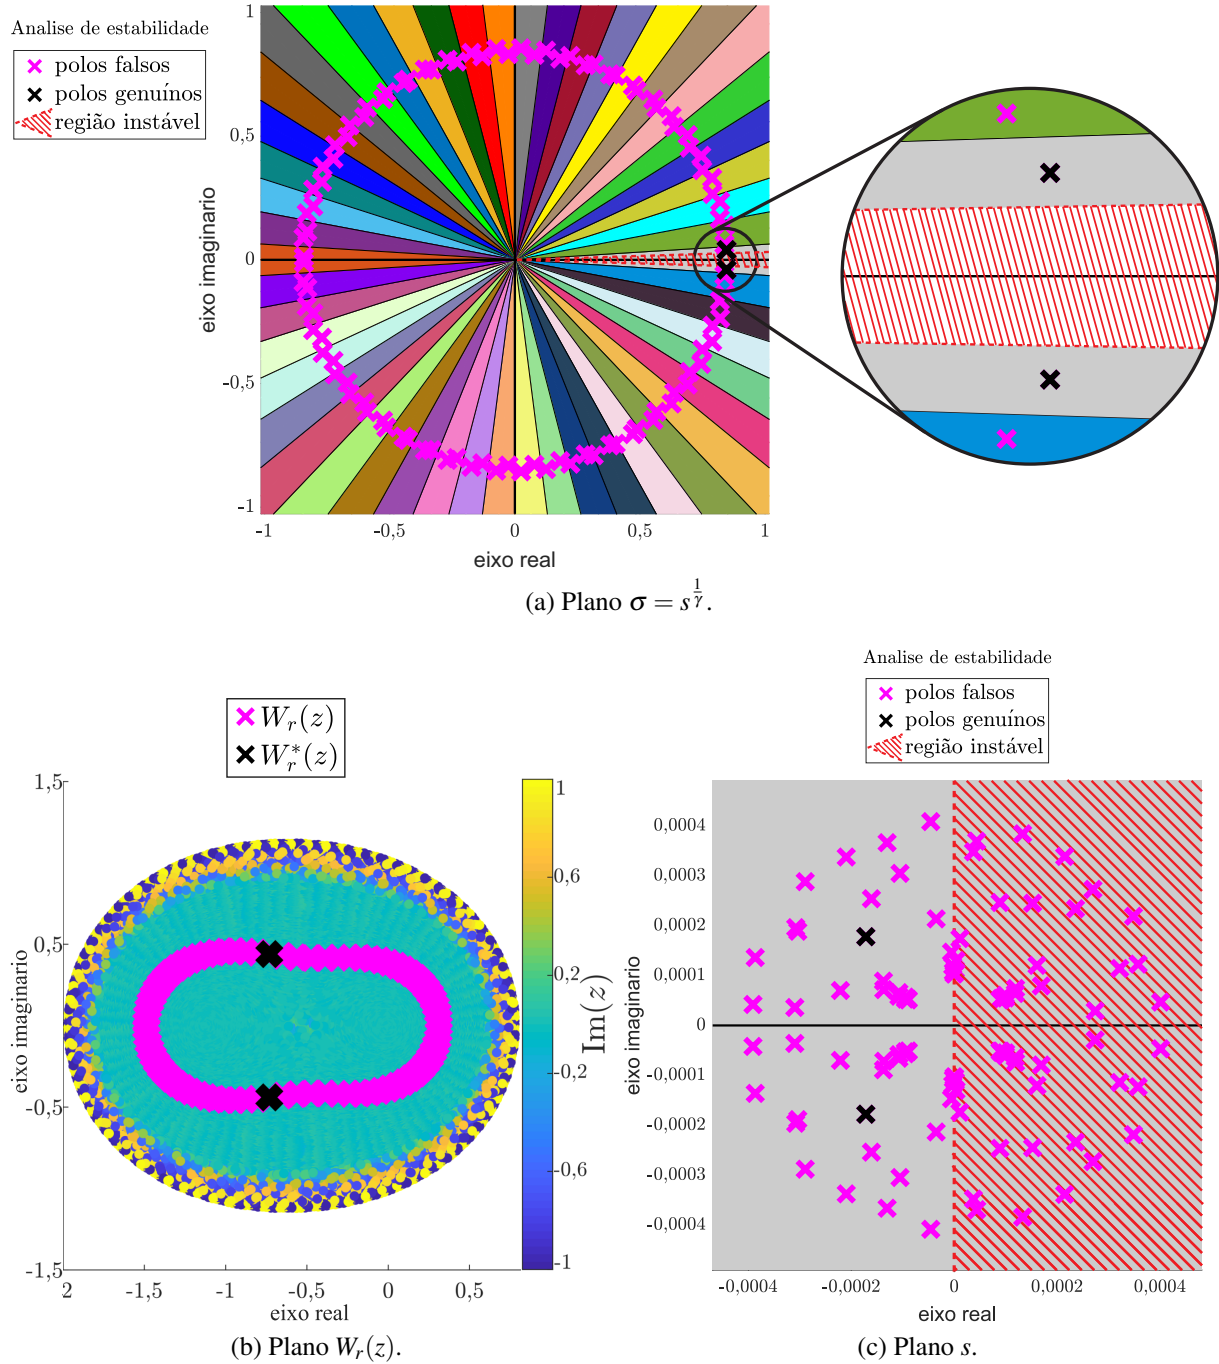 Analise de estabilidade
polos falsos
polos genuínos
região instável
1
0,5
0
-0,5
-1
eixo imaginario
-1
-0,5
0
0,5
1
eixo real
(a) Plano σ = s^{1/γ}.
W_r(z)
W_r^*(z)
1,5
0,5
-0,5
-1,5
eixo imaginario
2
-1,5
-1
-0,5
0
0,5
eixo real
1
0,6
0,2
-0,2
-0,6
-1
Im(z)
(b) Plano W_r(z).
Analise de estabilidade
polos falsos
polos genuínos
região instável
0,0004
0,0003
0,0002
0,0001
0
-0,0001
-0,0002
-0,0003
-0,0004
eixo imaginario
-0,0004
-0,0002
0
0,0002
0,0004
eixo real
(c) Plano s.